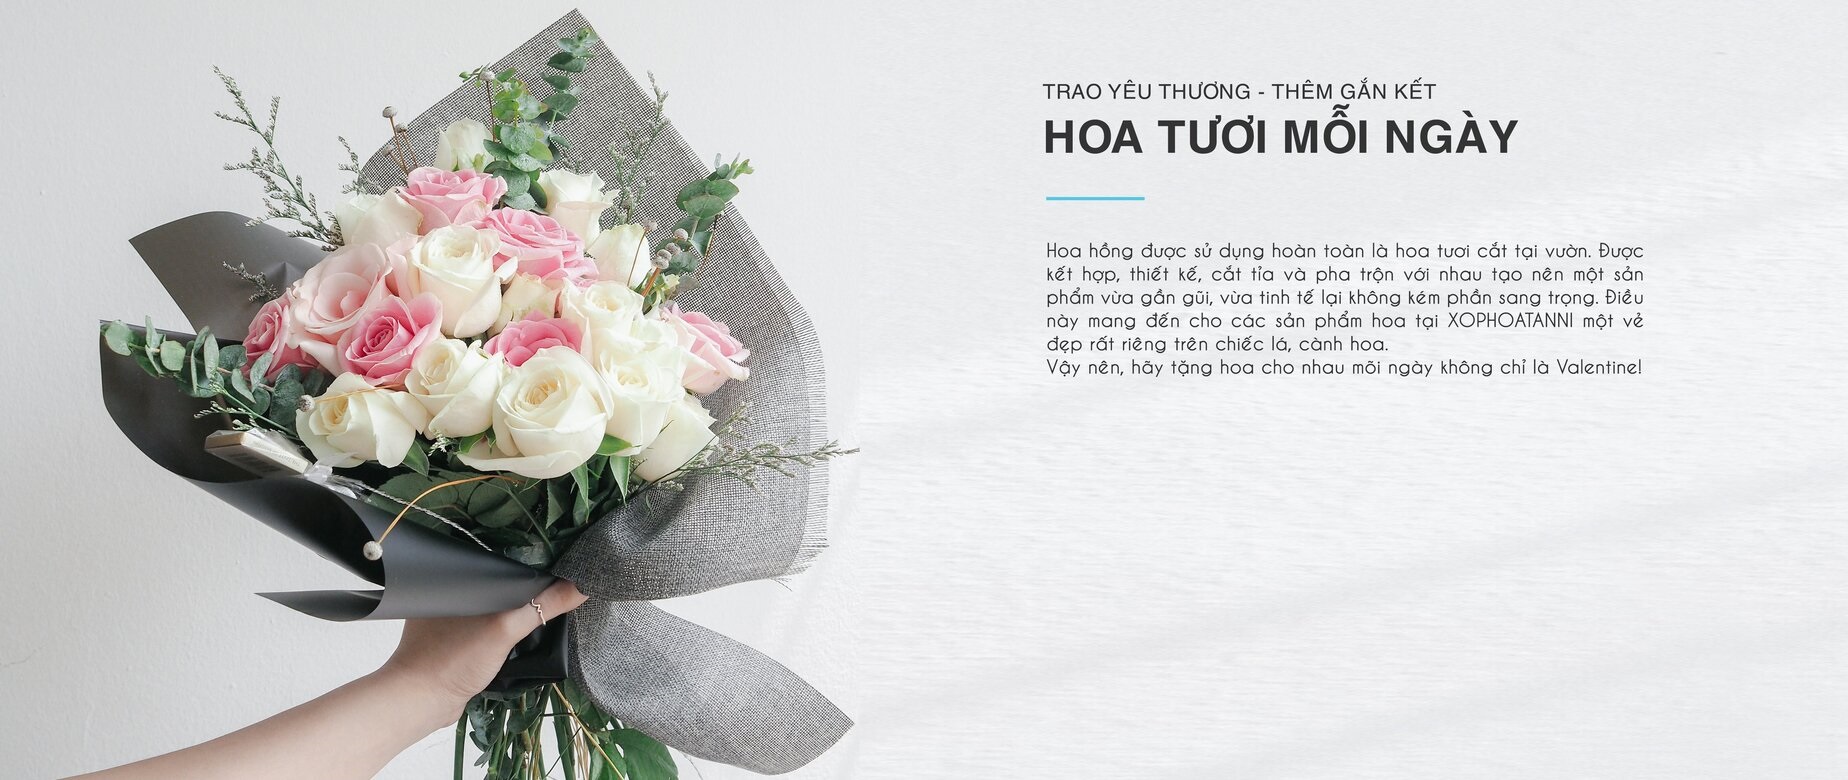 TRAO YÊU THƯƠNG - THÊM GẮN KẾT
HOA TƯƠI MỖI NGÀY
Hoa hồng được sử dụng hoàn toàn là hoa tươi cắt tại vườn. Được
kết hợp, thiết kế, cắt tỉa và pha trộn với nhau tạo nên một sản
phẩm vừa gần gũi, vừa tinh tế lại không kém phần sang trọng. Điều
này mang đến cho các sản phẩm hoa tại XOPHOATANNI một vẻ
đẹp rất riêng trên chiếc lá, cành hoa.
Vậy nên, hãy tặng hoa cho nhau mõi ngày không chỉ là Valentine!